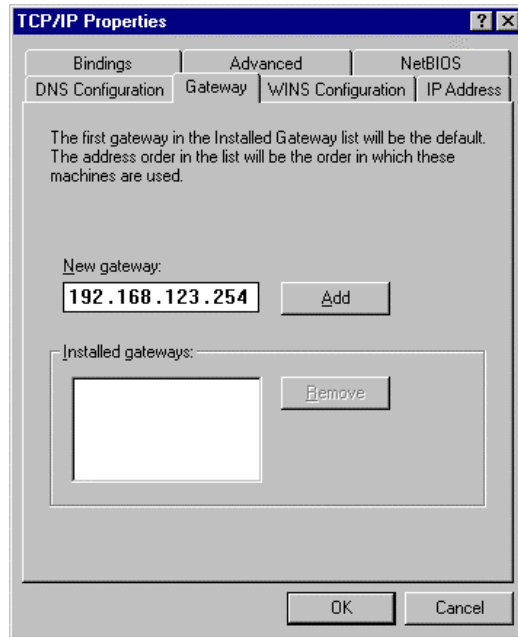 TCP/IP Properties
? X
Bindings Advanced NetBIOS
DNS Configuration Gateway WINS Configuration IP Address
The first gateway in the Installed Gateway list will be the default.
The address order in the list will be the order in which these
machines are used.
New gateway:
192.168.123.254 Add
Installed gateways:
Remove
OK Cancel